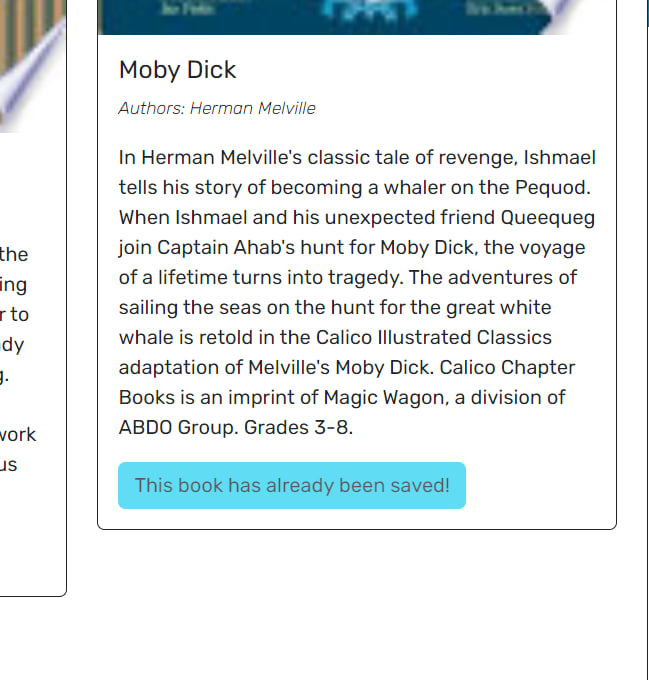 Moby Dick
Authors: Herman Melville
In Herman Melville's classic tale of revenge, Ishmael
tells his story of becoming a whaler on the Pequod.
When Ishmael and his unexpected friend Queequeg
join Captain Ahab's hunt for Moby Dick, the voyage
of a lifetime turns into tragedy. The adventures of
sailing the seas on the hunt for the great white
whale is retold in the Calico Illustrated Classics
adaptation of Melville's Moby Dick. Calico Chapter
Books is an imprint of Magic Wagon, a division of
ABDO Group. Grades 3-8.
This book has already been saved!
the
ing
r to
dy
g.
work
us